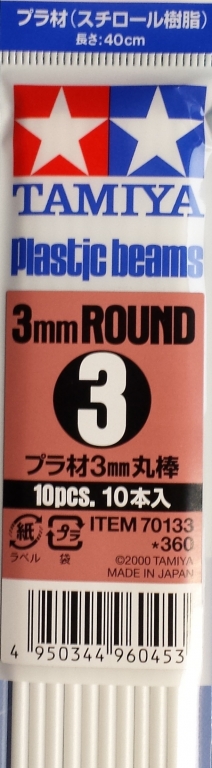 プラ材(スチロール樹脂)
長さ:40cm
TAMIYA
Plastic beams
3mm ROUND
3
プラ材3mm丸棒
10pcs. 10本入
紙 プラ ITEM 70133
ラベル 袋 *360
©2000 TAMIYA
MADE IN JAPAN
4 950344 960453